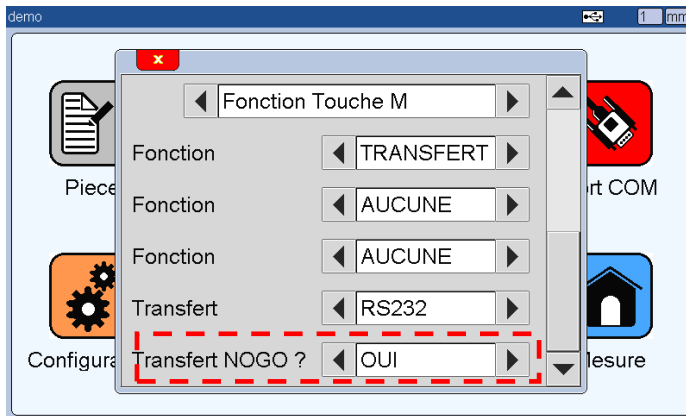 demo
1 mm
x
Fonction Touche M
Fonction TRANSFERT
Piece
rt COM
Fonction AUCUNE
Fonction AUCUNE
Transfert RS232
Configura
Transfert NOGO ? OUI
Mesure